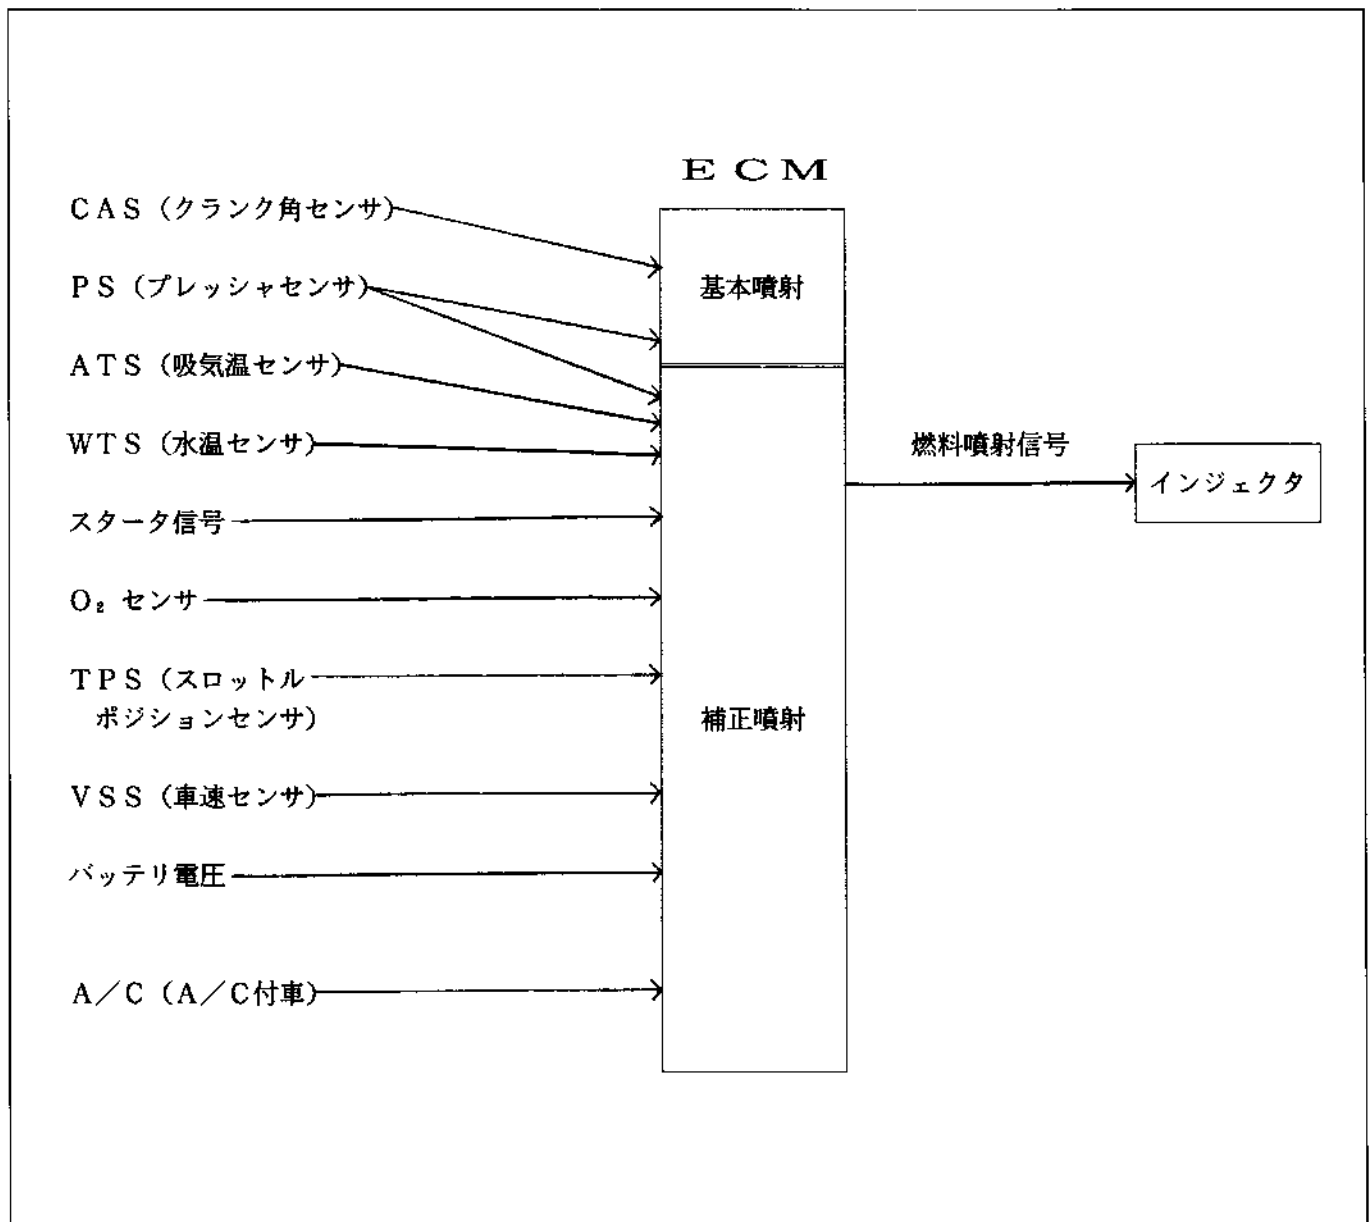 ECM
CAS（クランク角センサ）
PS（プレッシャセンサ）
基本噴射
ATS（吸気温センサ）
WTS（水温センサ）
燃料噴射信号
インジェクタ
スタータ信号
O₂ センサ
TPS（スロットル
ポジションセンサ）
補正噴射
VSS（車速センサ）
バッテリ電圧
A／C（A／C付車）